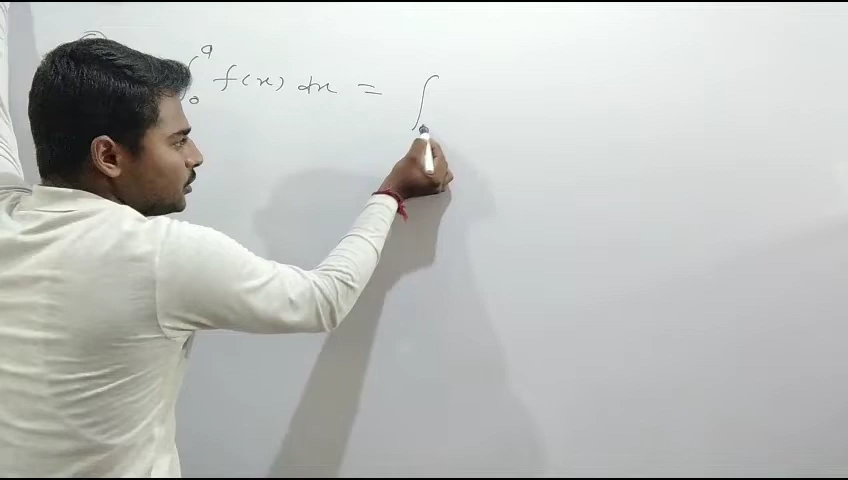 ∫₀ᵃ f(x) dx = ∫